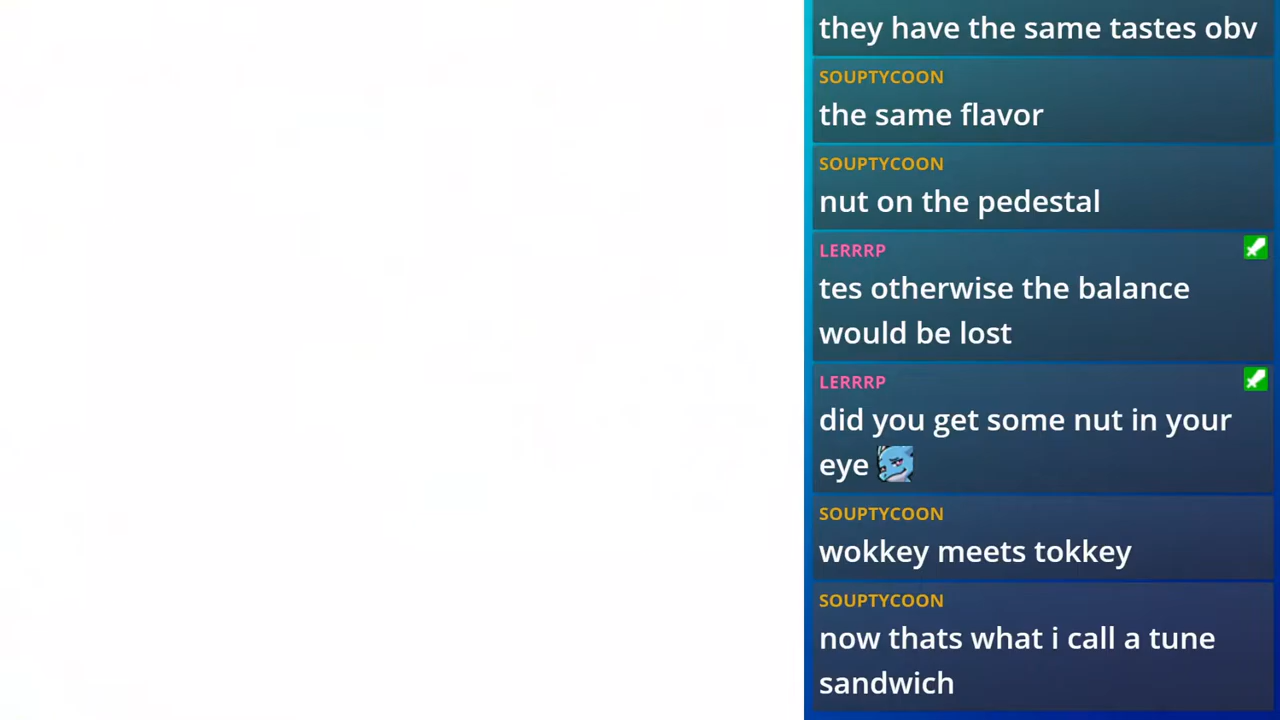 they have the same tastes obv
SOUPTYCOON
the same flavor
SOUPTYCOON
nut on the pedestal
LERRRP
tes otherwise the balance
would be lost
LERRRP
did you get some nut in your
eye
SOUPTYCOON
wokkey meets tokkey
SOUPTYCOON
now thats what i call a tune
sandwich